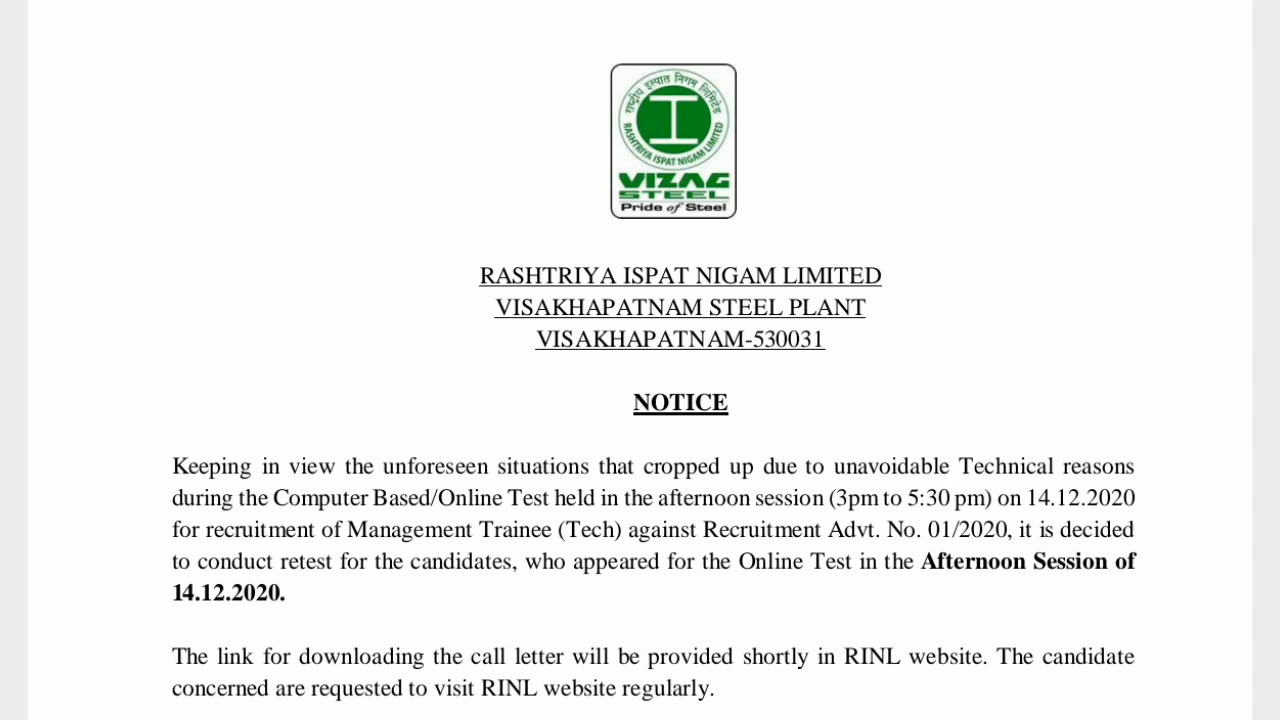 राष्ट्रीय इस्पात निगम लिमिटेड
RASHTRIYA ISPAT NIGAM LIMITED
VIZAG
STEEL
Pride of Steel
RASHTRIYA ISPAT NIGAM LIMITED
VISAKHAPATNAM STEEL PLANT
VISAKHAPATNAM-530031
NOTICE
Keeping in view the unforeseen situations that cropped up due to unavoidable Technical reasons
during the Computer Based/Online Test held in the afternoon session (3pm to 5:30 pm) on 14.12.2020
for recruitment of Management Trainee (Tech) against Recruitment Advt. No. 01/2020, it is decided
to conduct retest for the candidates, who appeared for the Online Test in the Afternoon Session of
14.12.2020.
The link for downloading the call letter will be provided shortly in RINL website. The candidate
concerned are requested to visit RINL website regularly.